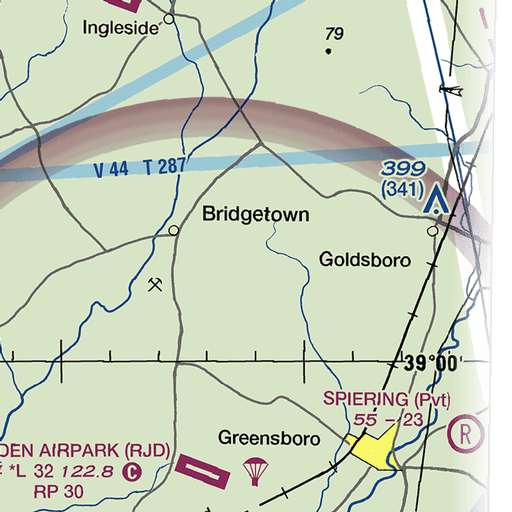 Ingleside
79
V 44 T 287
399
(341)
Bridgetown
Goldsboro
39°00'
SPIERING (Pvt)
55 - 23
R
Greensboro
DEN AIRPARK (RJD)
*L 32 122.8 C
RP 30